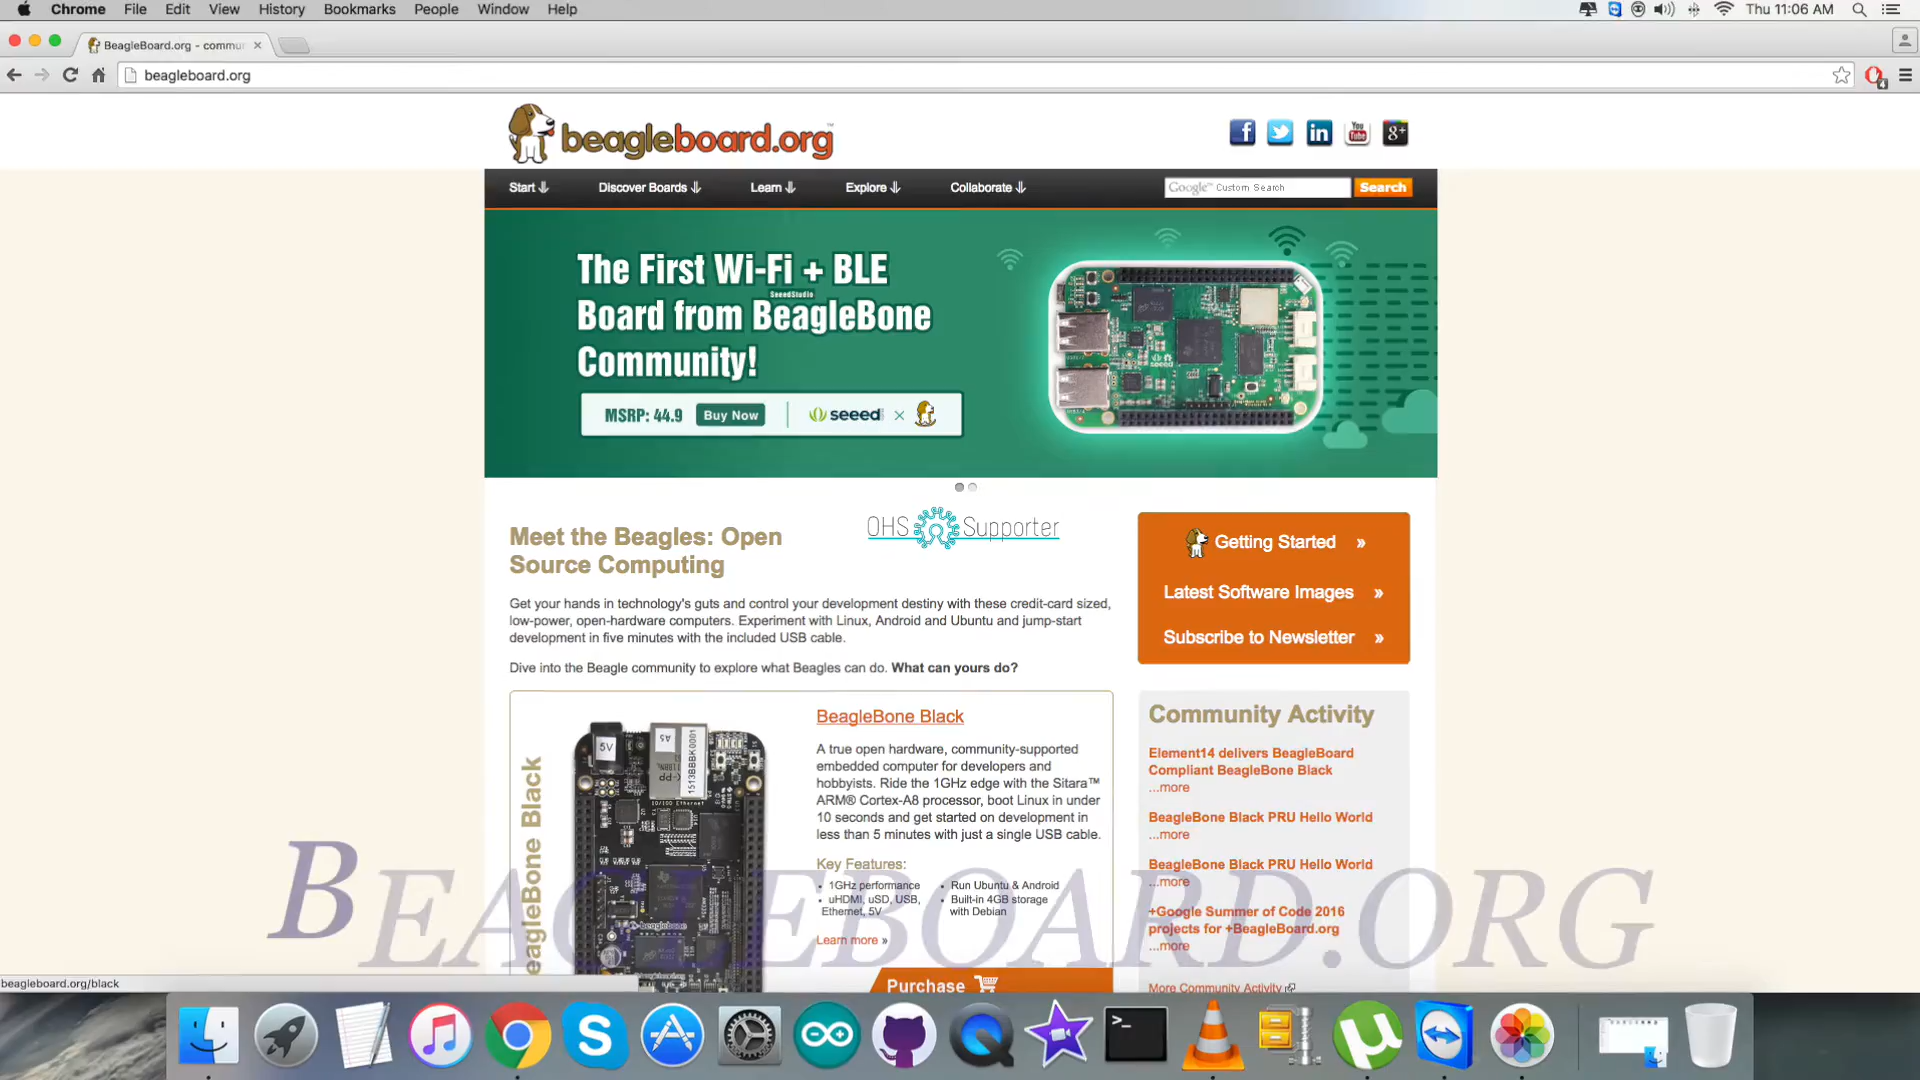 Chrome File Edit View History Bookmarks People Window Help
Thu 11:06 AM
BeagleBoard.org - commu
beagleboard.org
beagleboard.org
Start
Discover Boards
Learn
Explore
Collaborate
Google™ Custom Search
Search
The First Wi-Fi + BLE
SeeedStudio
Board from BeagleBone
Community!
MSRP: 44.9
Buy Now
seeed
Meet the Beagles: Open
Source Computing
OHS Supporter
Get your hands in technology's guts and control your development destiny with these credit-card sized,
low-power, open-hardware computers. Experiment with Linux, Android and Ubuntu and jump-start
development in five minutes with the included USB cable.
Dive into the Beagle community to explore what Beagles can do. What can yours do?
Getting Started »
Latest Software Images »
Subscribe to Newsletter »
BeagleBone Black
BeagleBone Black
A true open hardware, community-supported
embedded computer for developers and
hobbyists. Ride the 1GHz edge with the Sitara™
ARM® Cortex-A8 processor, boot Linux in under
10 seconds and get started on development in
less than 5 minutes with just a single USB cable.
Key Features:
1GHz performance
uHDMI, uSD, USB,
Ethernet, 5V
Run Ubuntu & Android
Built-in 4GB storage
with Debian
Learn more »
Purchase
5V
1513BBBK0001
10/100 Ethernet
Community Activity
Element14 delivers BeagleBoard
Compliant BeagleBone Black
...more
BeagleBone Black PRU Hello World
...more
BeagleBone Black PRU Hello World
...more
+Google Summer of Code 2016
projects for +BeagleBoard.org
...more
More Community Activity
BEAGLEBOARD.ORG
beagleboard.org/black